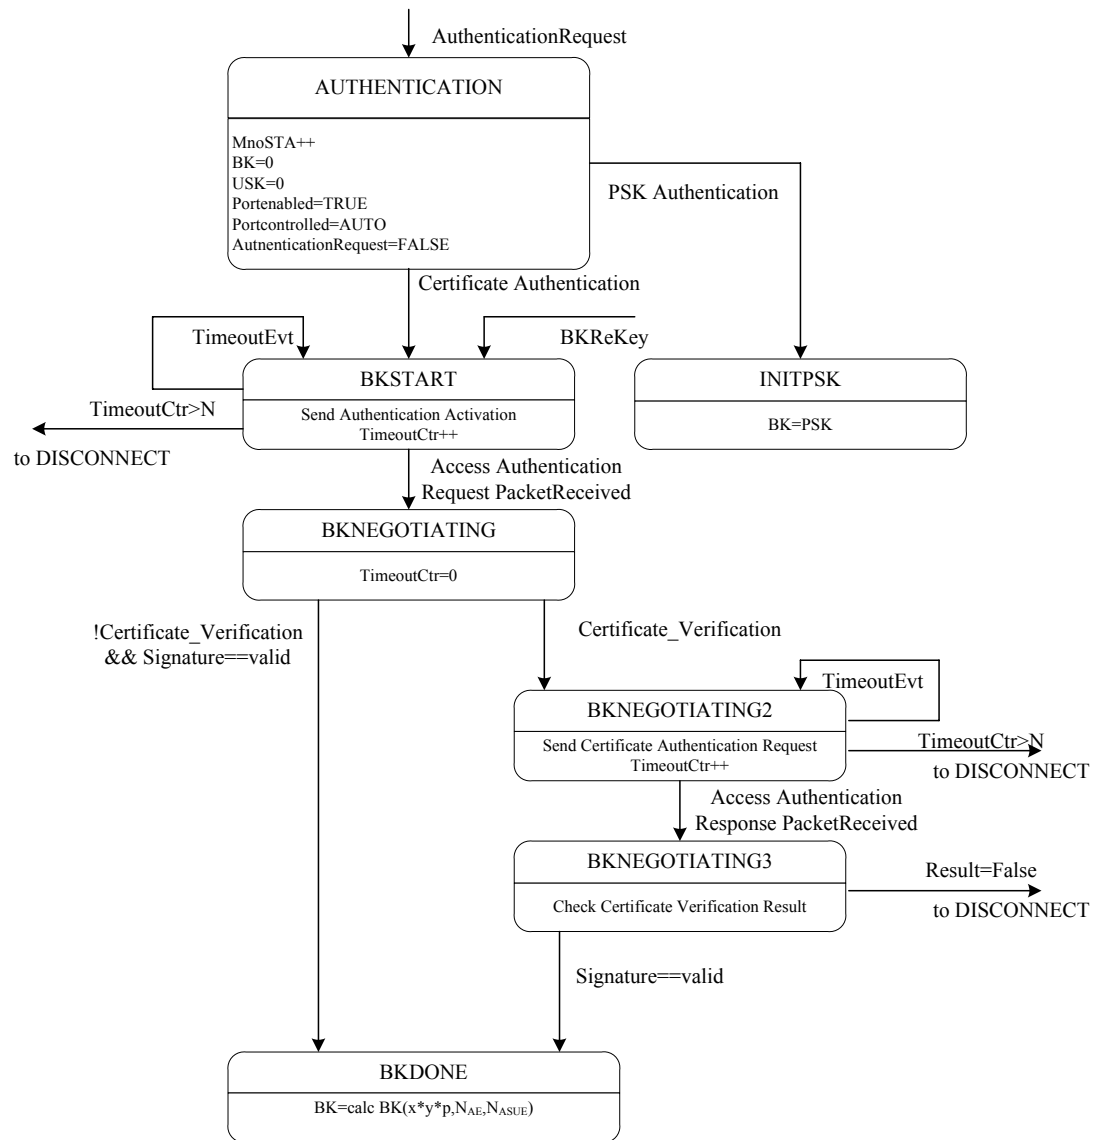 AuthenticationRequest
AUTHENTICATION
MnoSTA++
BK=0
USK=0
Portenabled=TRUE
Portcontrolled=AUTO
AutnenticationRequest=FALSE
PSK Authentication
Certificate Authentication
TimeoutEvt
BKReKey
BKSTART
Send Authentication Activation
TimeoutCtr++
INITPSK
BK=PSK
TimeoutCtr>N
to DISCONNECT
Access Authentication
Request PacketReceived
BKNEGOTIATING
TimeoutCtr=0
!Certificate_Verification
&& Signature==valid
Certificate_Verification
TimeoutEvt
BKNEGOTIATING2
Send Certificate Authentication Request
TimeoutCtr++
TimeoutCtr>N
to DISCONNECT
Access Authentication
Response PacketReceived
BKNEGOTIATING3
Check Certificate Verification Result
Result=False
to DISCONNECT
Signature==valid
BKDONE
BK=calc BK(x*y*p,NAE,NASUE)